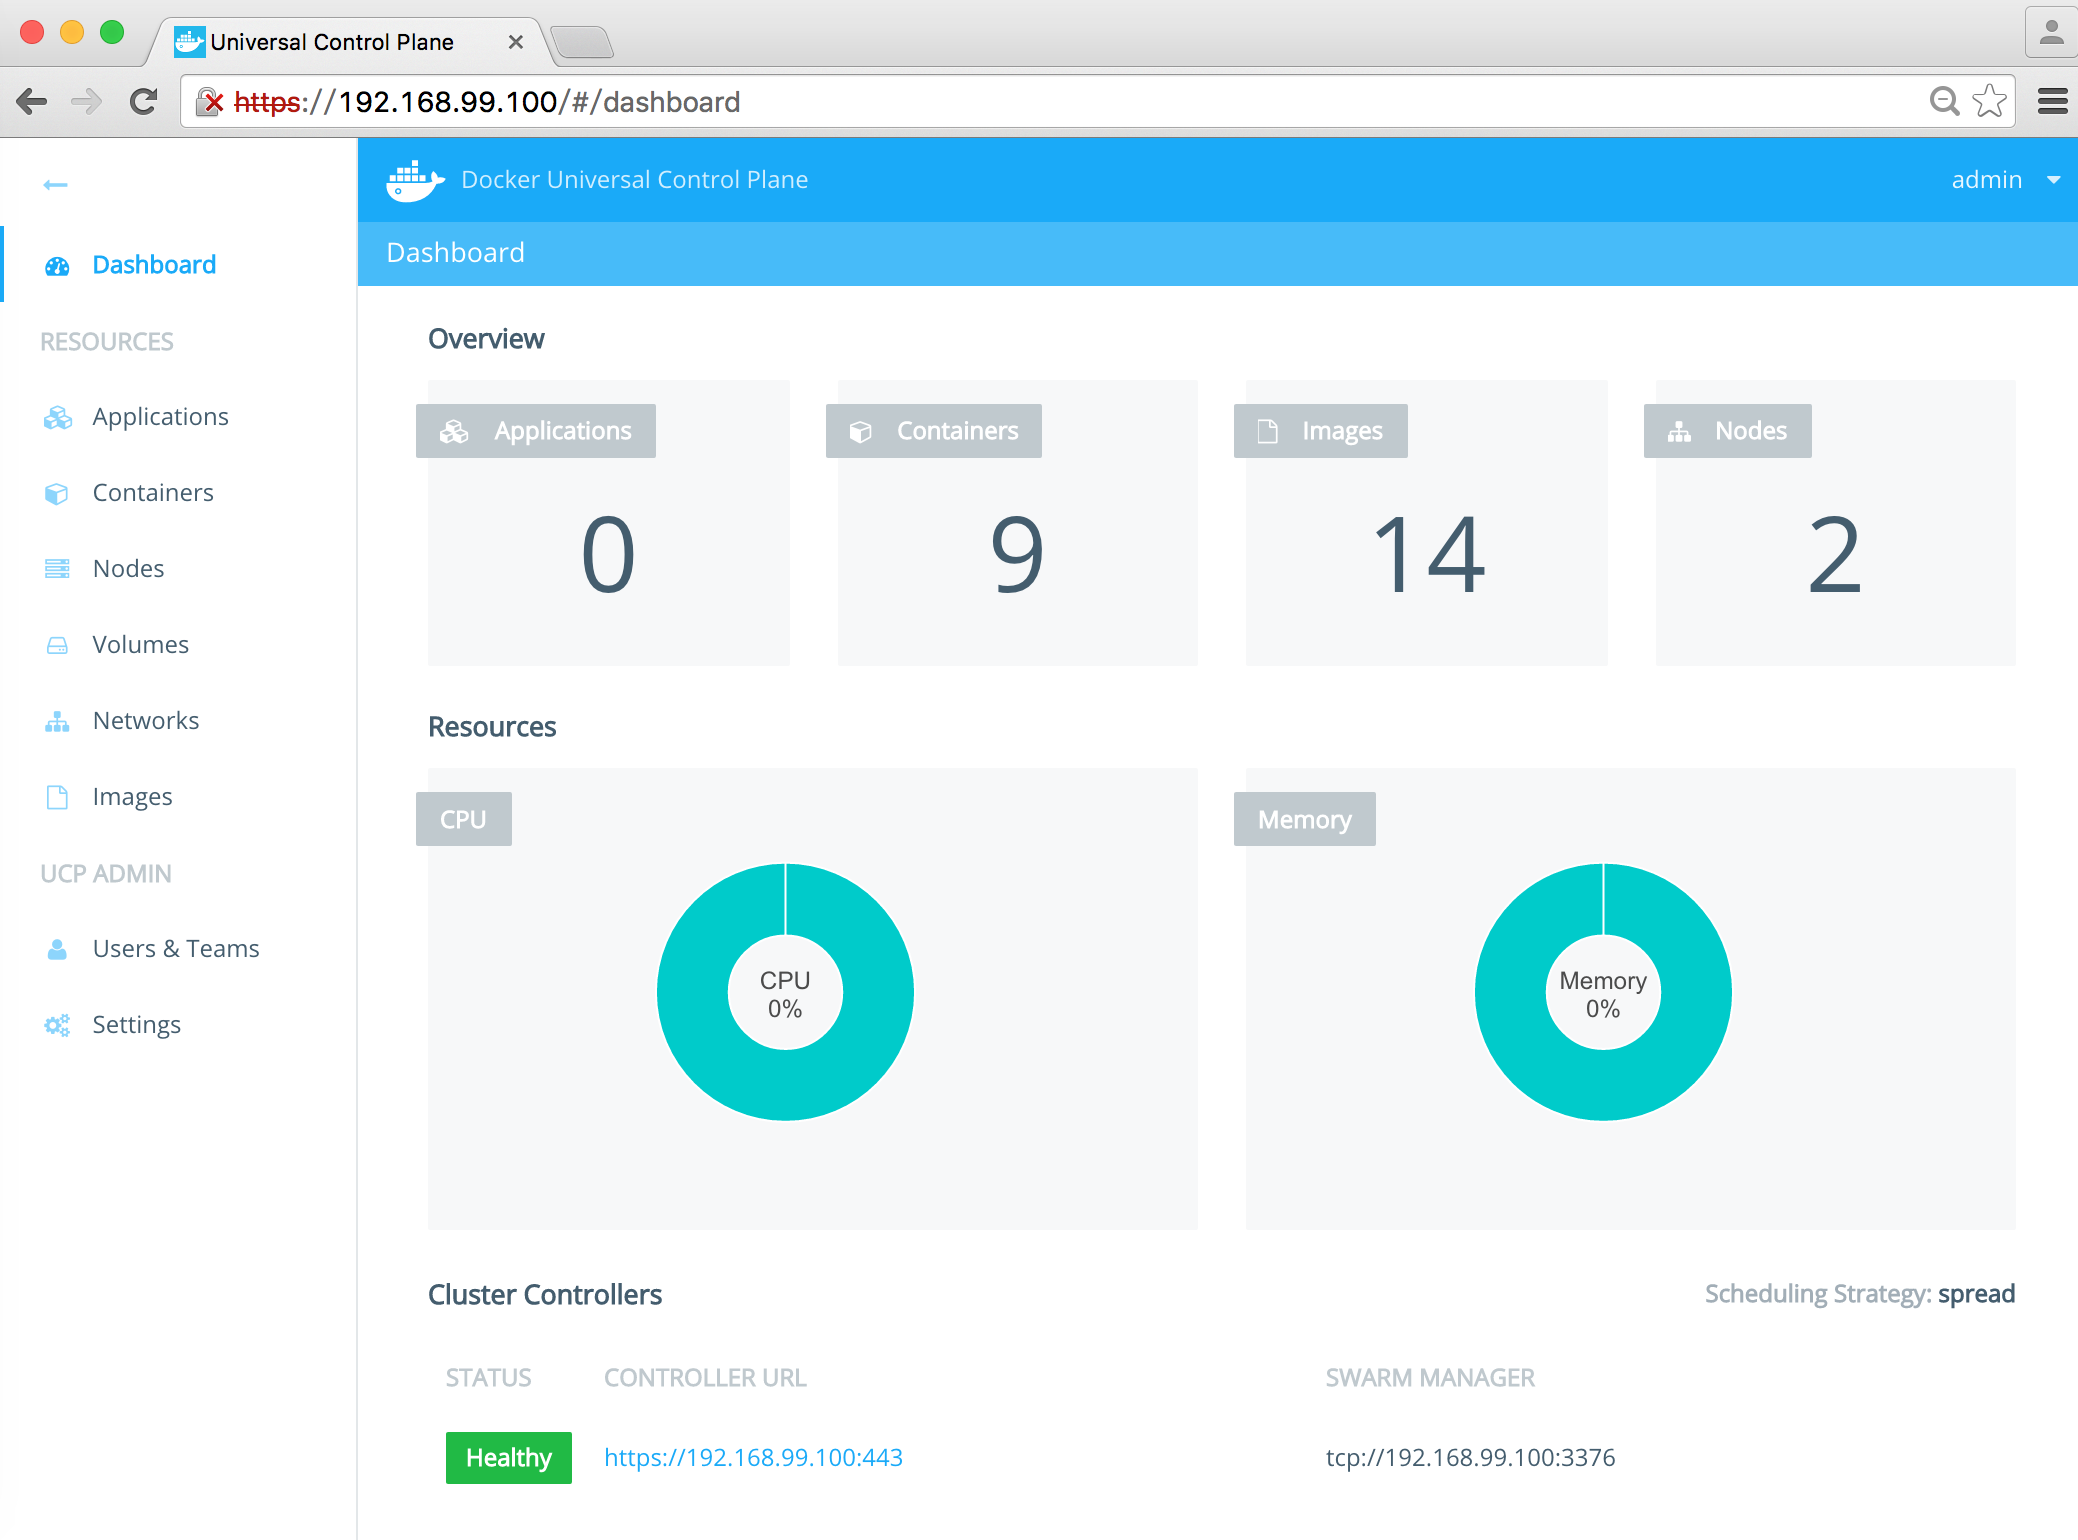 Universal Control Plane
https://192.168.99.100/#/dashboard
Docker Universal Control Plane
admin
Dashboard
Dashboard
RESOURCES
Applications
Containers
Nodes
Volumes
Networks
Images
UCP ADMIN
Users & Teams
Settings
Overview
Applications
0
Containers
9
Images
14
Nodes
2
Resources
CPU
CPU
0%
Memory
Memory
0%
Cluster Controllers
Scheduling Strategy: spread
STATUS CONTROLLER URL SWARM MANAGER
Healthy https://192.168.99.100:443 tcp://192.168.99.100:3376